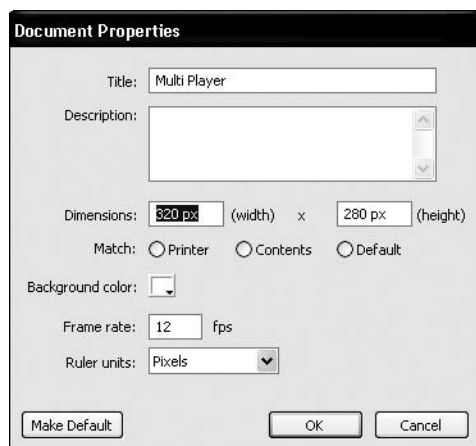 Document Properties
Title: Multi Player
Description:
Dimensions: 320 px (width) x 280 px (height)
Match: Printer Contents Default
Background color:
Frame rate: 12 fps
Ruler units: Pixels
Make Default OK Cancel